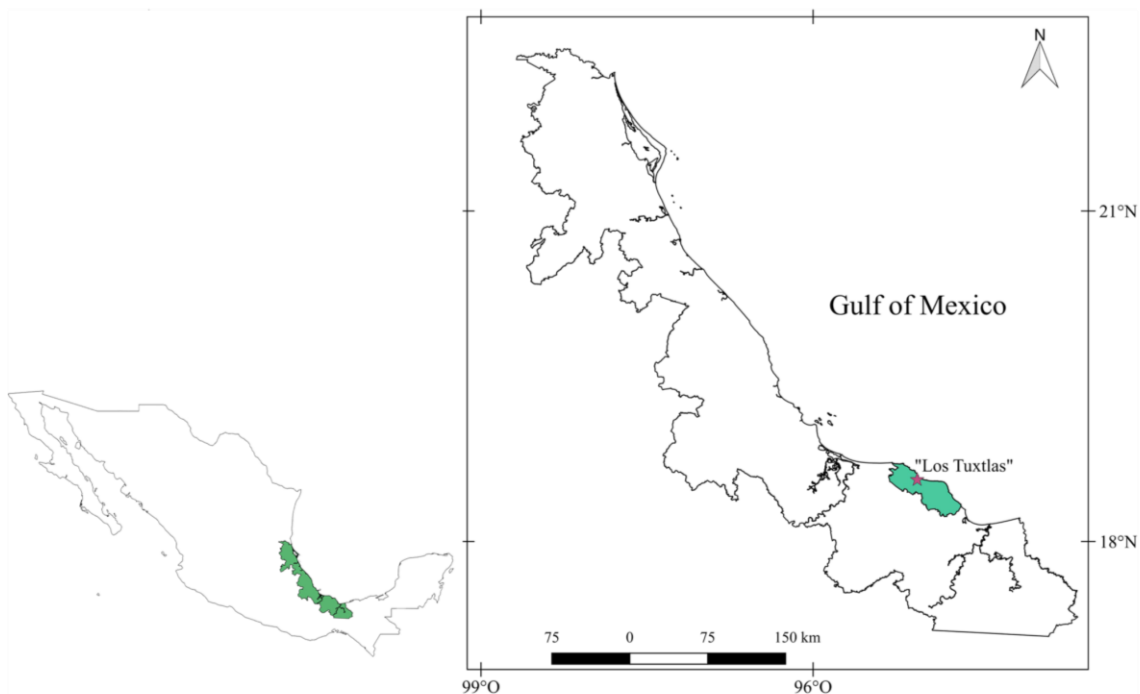 N
21°N
Gulf of Mexico
"Los Tuxtlas"
18°N
75 0 75 150 km
99°O 96°O